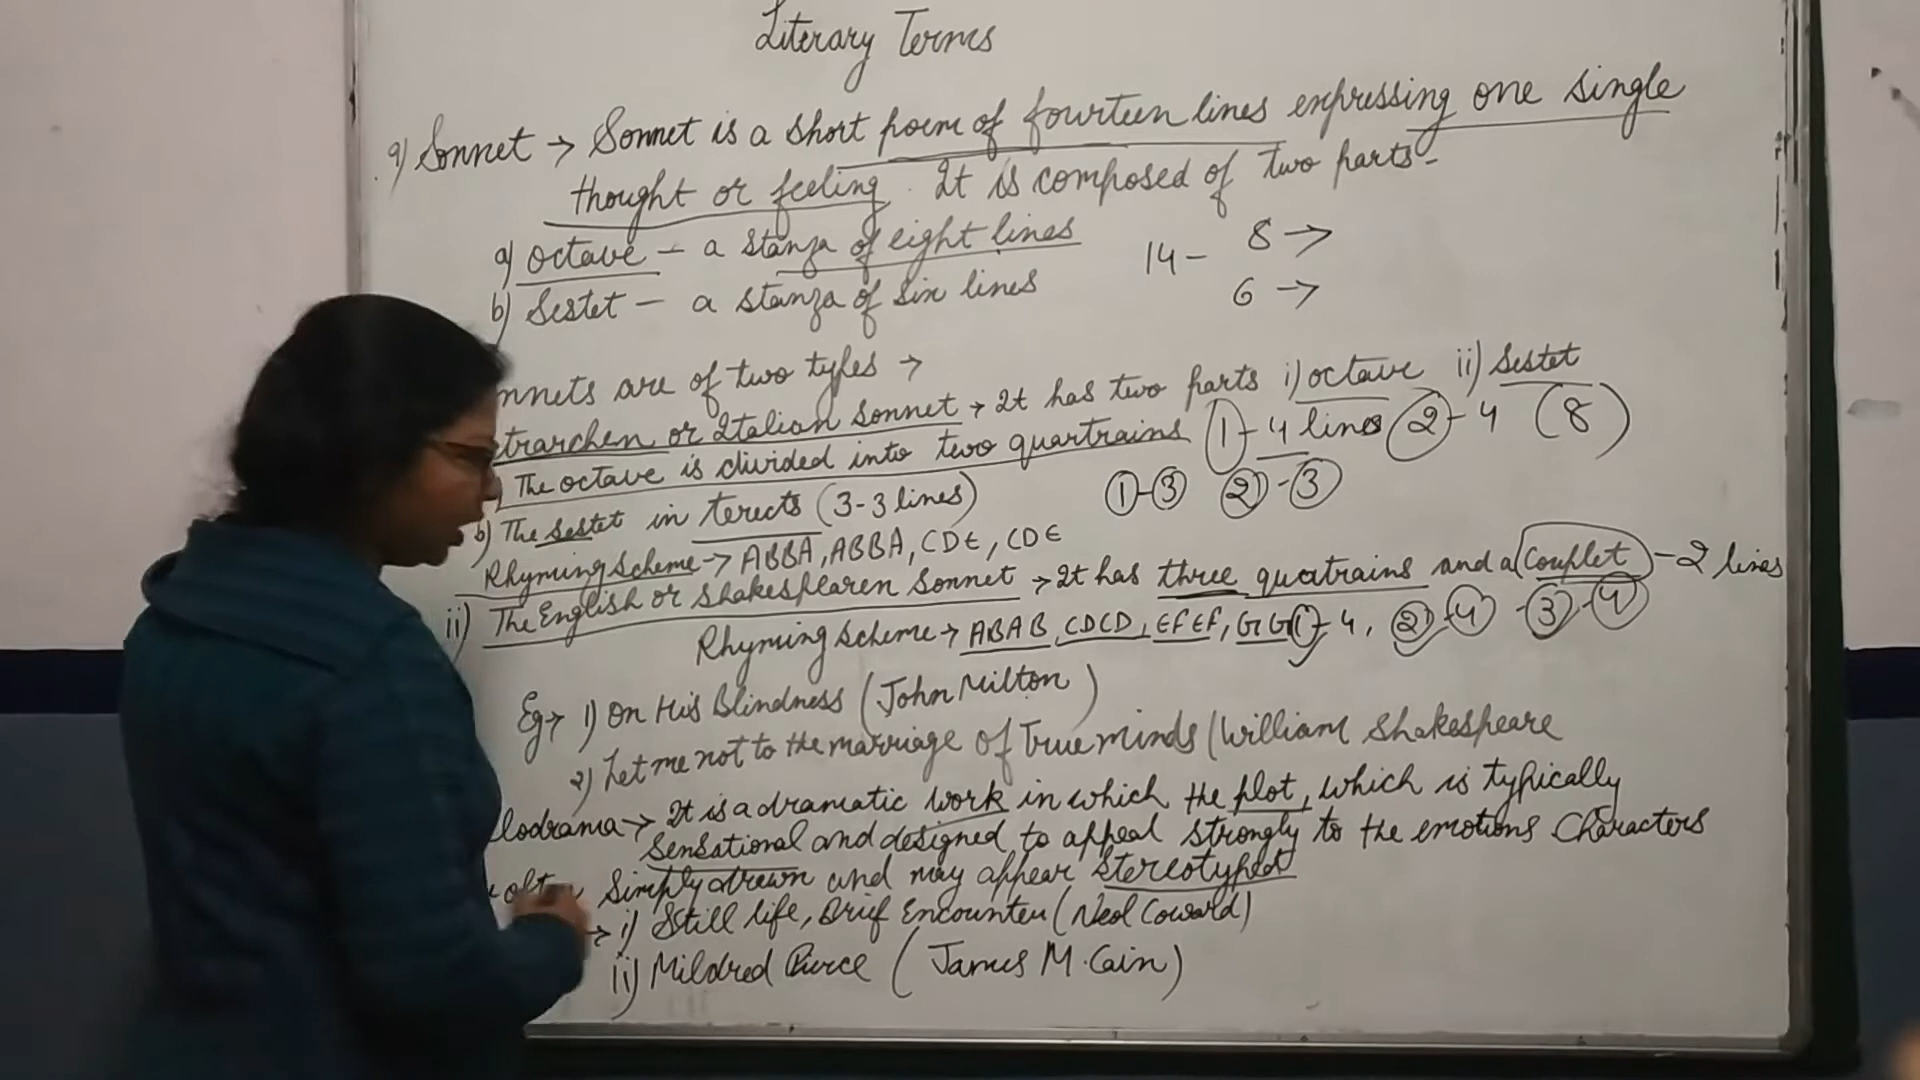 Literary Terms
9) Sonnet → Sonnet is a short poem of fourteen lines expressing one single
thought or feeling. It is composed of two parts-
a) Octave - a stanza of eight lines
14 - 8 →
b) Sestet - a stanza of six lines
6 →
nnets are of two types →
trarchen or Italian Sonnet → It has two parts i) octave ii) Sestet
The octave is divided into two quartrains 1 - 4 lines 2 - 4 (8)
b) The sestet in terects (3-3 lines) 1 - 3 2 - 3
Rhyming Scheme → ABBA, ABBA, CDE, CDE
ii) The English or Shakespearen Sonnet → It has three quatrains and a Couplet - 2 lines
Rhyming Scheme → ABAB, CDCD, EFEF, GG 1 - 4, 2 - 4 - 3 - 4
Eg → 1) On His Blindness (John Milton)
2) Let me not to the marriage of True minds (William Shakespeare
lodrama → It is a dramatic work in which the plot, which is typically
sensational and designed to appeal strongly to the emotions Characters
often simply drawn and may appear stereotyped
→ i) Still life, Brief Encounter (Neol Coward)
ii) Mildred Pierce (James M. Cain)